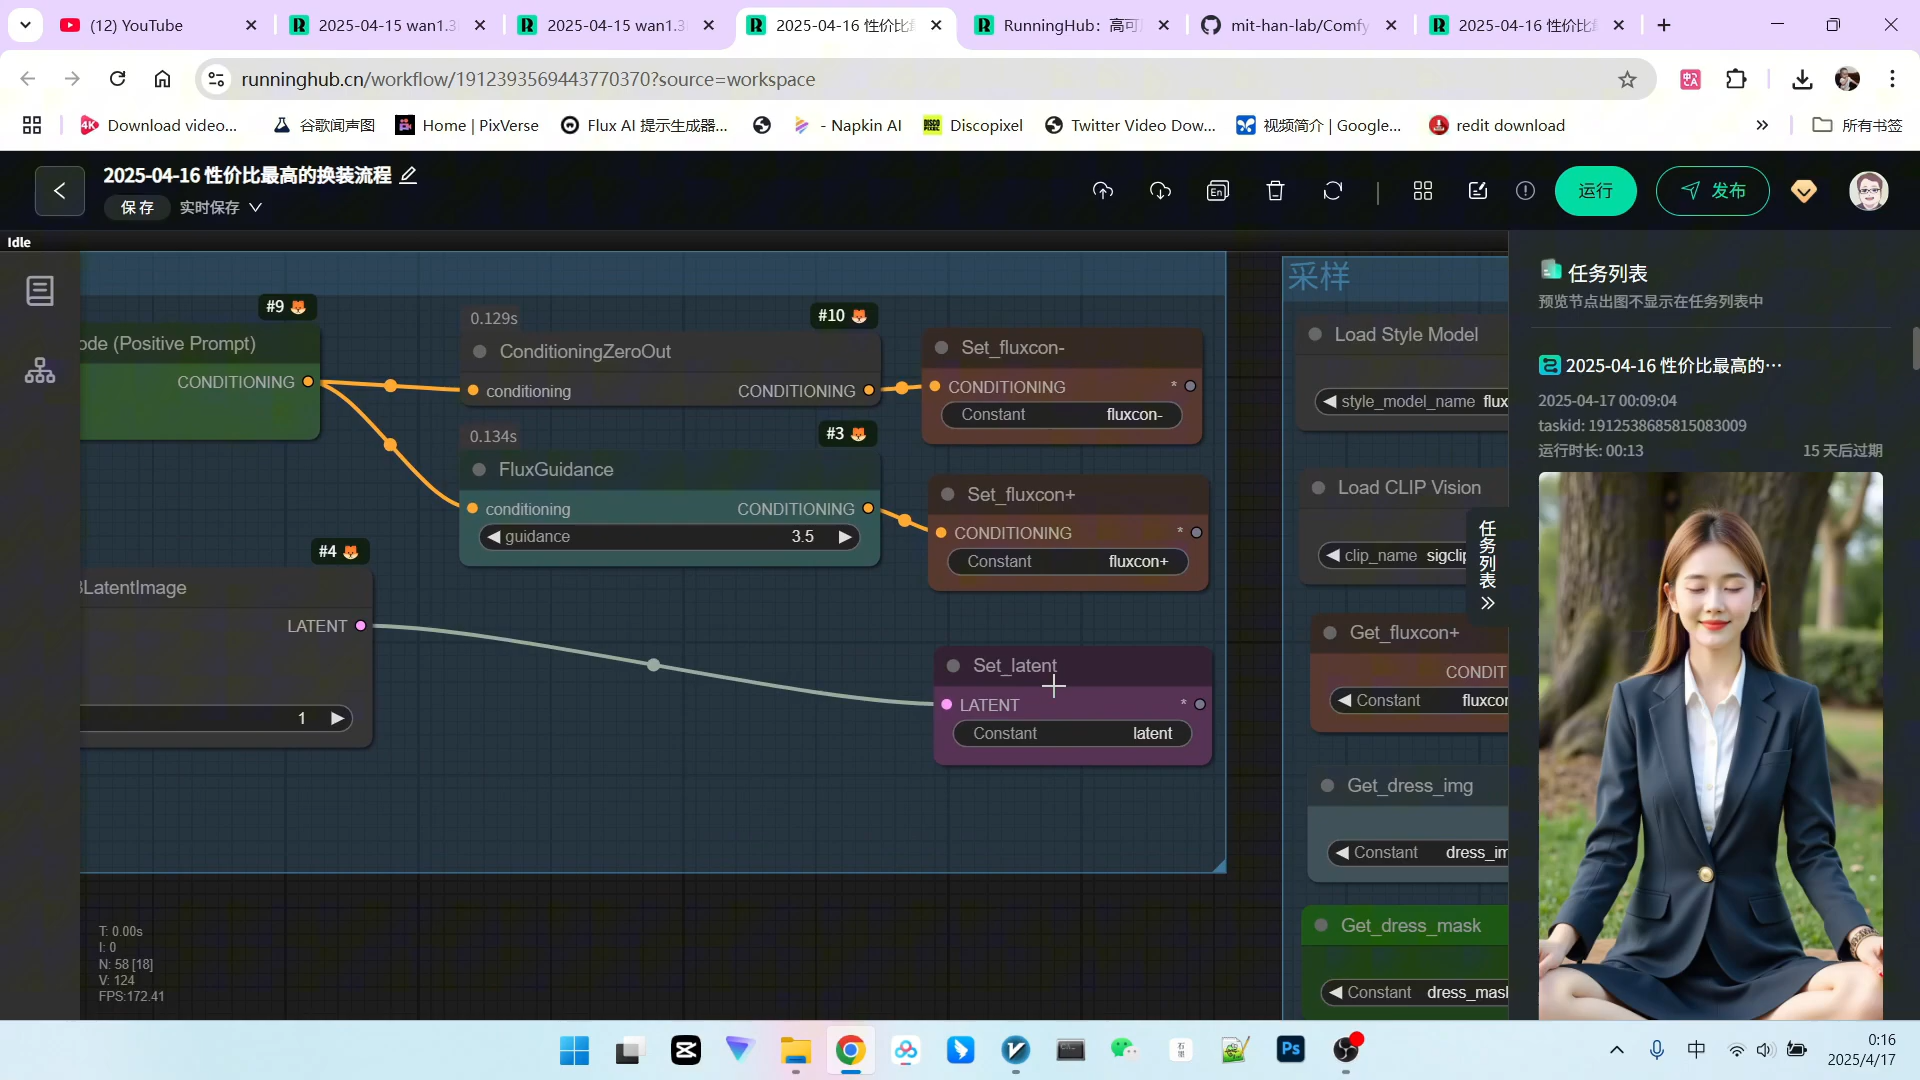 (12) YouTube
2025-04-15 wan1.3
2025-04-15 wan1.3
2025-04-16 性价比
RunningHub：高可
mit-han-lab/Comfy
2025-04-16 性价比
runninghub.cn/workflow/1912393569443770370?source=workspace
Download video...
谷歌闻声图
Home | PixVerse
Flux AI 提示生成器...
- Napkin AI
Discopixel
Twitter Video Dow...
视频简介 | Google...
redit download
所有书签
2025-04-16 性价比最高的换装流程
保存
实时保存
En
运行
发布
Idle
#9
ode (Positive Prompt)
CONDITIONING
0.129s
#10
ConditioningZeroOut
conditioning
CONDITIONING
Set_fluxcon-
CONDITIONING
*
Constant
fluxcon-
0.134s
#3
FluxGuidance
conditioning
CONDITIONING
guidance
3.5
Set_fluxcon+
CONDITIONING
*
Constant
fluxcon+
#4
LatentImage
LATENT
1
Set_latent
LATENT
*
Constant
latent
采样
Load Style Model
style_model_name flux
Load CLIP Vision
clip_name sigclip
Get_fluxcon+
CONDIT
Constant
fluxcon
Get_dress_img
Constant
dress_im
Get_dress_mask
Constant
dress_mask
任务列表
任务列表
预览节点出图不显示在任务列表中
2025-04-16 性价比最高的···
2025-04-17 00:09:04
taskid: 1912538685815083009
运行时长: 00:13
15 天后过期
T: 0.00s
I: 0
N: 58 [18]
V: 124
FPS:172.41
Ps
中
0:16
2025/4/17